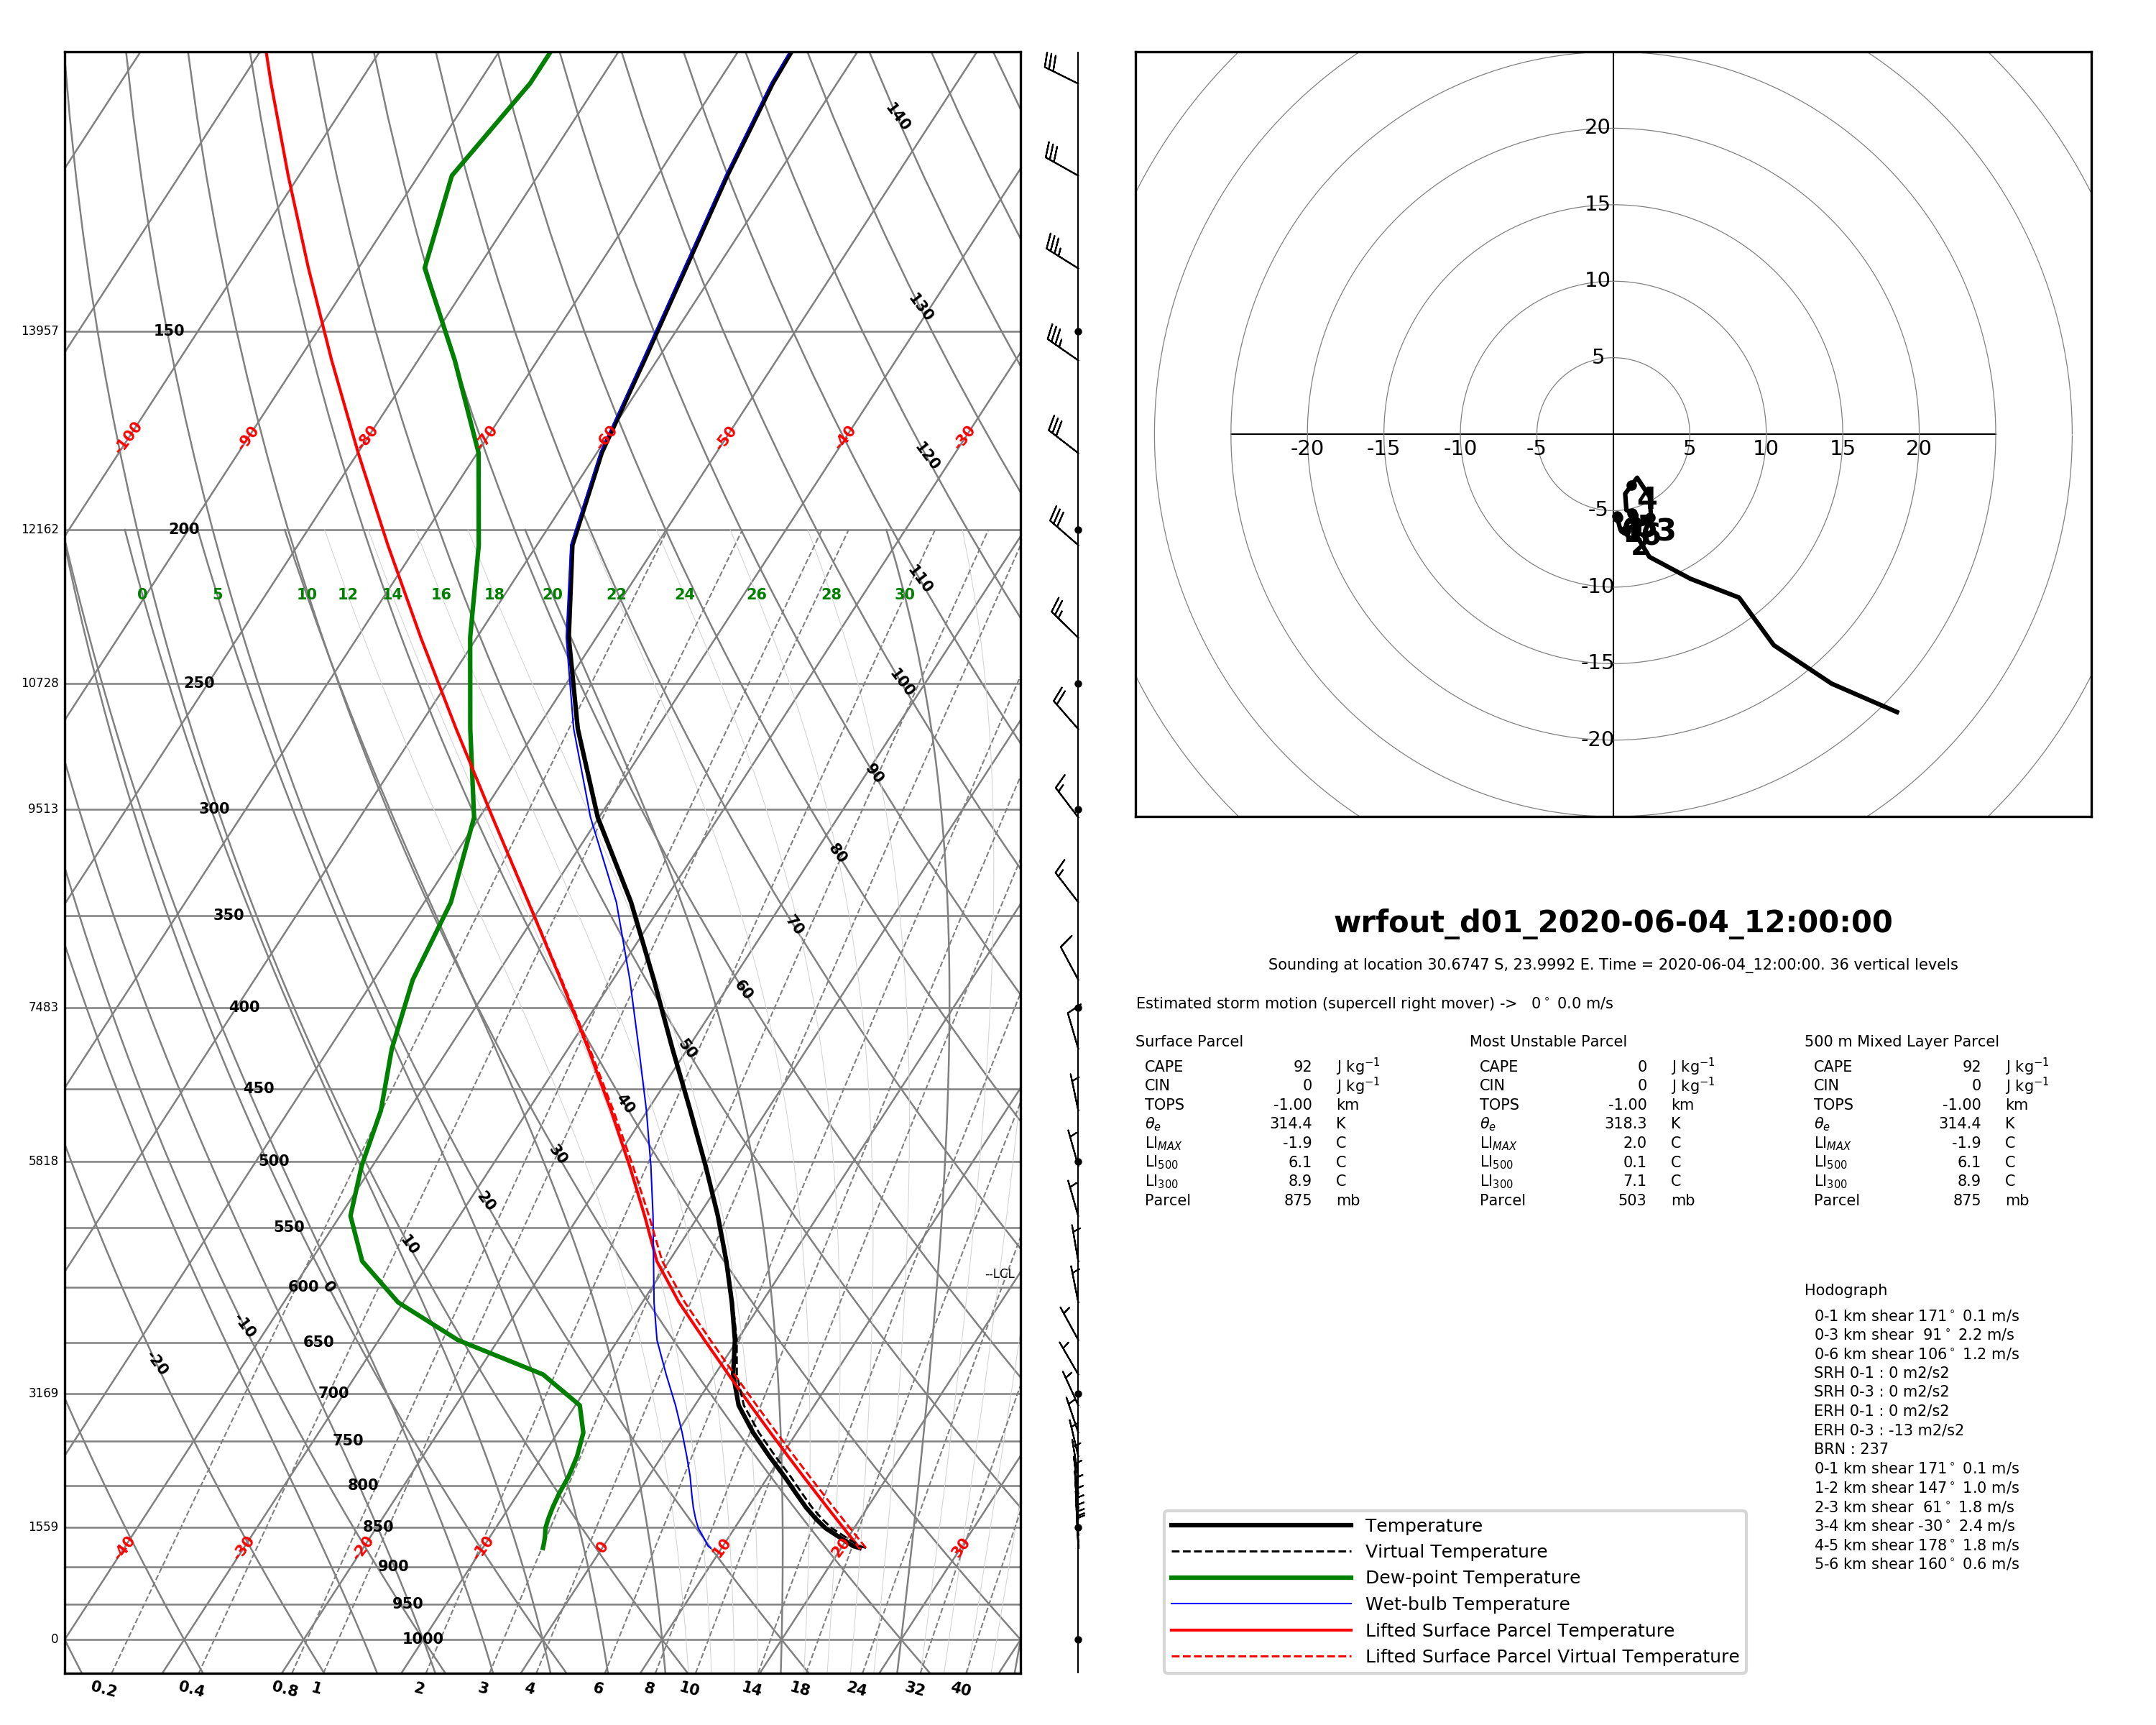 140
130
13957 150
-100 -90 -80 -70 -60 -50 -40 -30
120
12162 200
110
0 5 10 12 14 16 18 20 22 24 26 28 30
10728 250
100
90
9513 300
80
350
70
60
7483 400
50
450
40
5818 500
30
20
550
10
600 0
--LCL
-10
650
-20
3169 700
750
800
1559 850
-40 -30 -20 -10 0 10 20 30
900
950
0 1000
0.2 0.4 0.8 1 2 3 4 6 8 10 14 18 24 32 40
20
15
10
5
-20 -15 -10 -5 5 10 15 20
-5
4
3
-10
-15
-20
wrfout_d01_2020-06-04_12:00:00
Sounding at location 30.6747 S, 23.9992 E. Time = 2020-06-04_12:00:00. 36 vertical levels
Estimated storm motion (supercell right mover) -> 0° 0.0 m/s
Surface Parcel
CAPE 92 J kg⁻¹
CIN 0 J kg⁻¹
TOPS -1.00 km
θₑ 314.4 K
LI_MAX -1.9 C
LI₅₀₀ 6.1 C
LI₃₀₀ 8.9 C
Parcel 875 mb
Most Unstable Parcel
CAPE 0 J kg⁻¹
CIN 0 J kg⁻¹
TOPS -1.00 km
θₑ 318.3 K
LI_MAX 2.0 C
LI₅₀₀ 0.1 C
LI₃₀₀ 7.1 C
Parcel 503 mb
500 m Mixed Layer Parcel
CAPE 92 J kg⁻¹
CIN 0 J kg⁻¹
TOPS -1.00 km
θₑ 314.4 K
LI_MAX -1.9 C
LI₅₀₀ 6.1 C
LI₃₀₀ 8.9 C
Parcel 875 mb
Hodograph
0-1 km shear 171° 0.1 m/s
0-3 km shear 91° 2.2 m/s
0-6 km shear 106° 1.2 m/s
SRH 0-1 : 0 m2/s2
SRH 0-3 : 0 m2/s2
ERH 0-1 : 0 m2/s2
ERH 0-3 : -13 m2/s2
BRN : 237
0-1 km shear 171° 0.1 m/s
1-2 km shear 147° 1.0 m/s
2-3 km shear 61° 1.8 m/s
3-4 km shear -30° 2.4 m/s
4-5 km shear 178° 1.8 m/s
5-6 km shear 160° 0.6 m/s
Temperature
Virtual Temperature
Dew-point Temperature
Wet-bulb Temperature
Lifted Surface Parcel Temperature
Lifted Surface Parcel Virtual Temperature